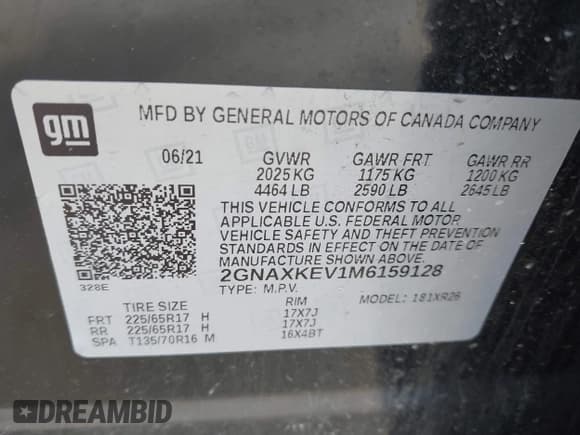 gm
MFD BY GENERAL MOTORS OF CANADA COMPANY
06/21 GVWR GAWR FRT GAWR RR
2025 KG 1175 KG 1200 KG
4464 LB 2590 LB 2645 LB
THIS VEHICLE CONFORMS TO ALL
APPLICABLE U.S. FEDERAL MOTOR
VEHICLE SAFETY AND THEFT PREVENTION
STANDARDS IN EFFECT ON THE DATE OF
MANUFACTURE SHOWN ABOVE.
328E 2GNAXKEV1M6159128
TYPE: M.P.V. MODEL: 181XR26
TIRE SIZE RIM
FRT 225/65R17 H 17X7J
RR 225/65R17 H 17X7J
SPA T135/70R16 M 16X4BT
DREAMBID